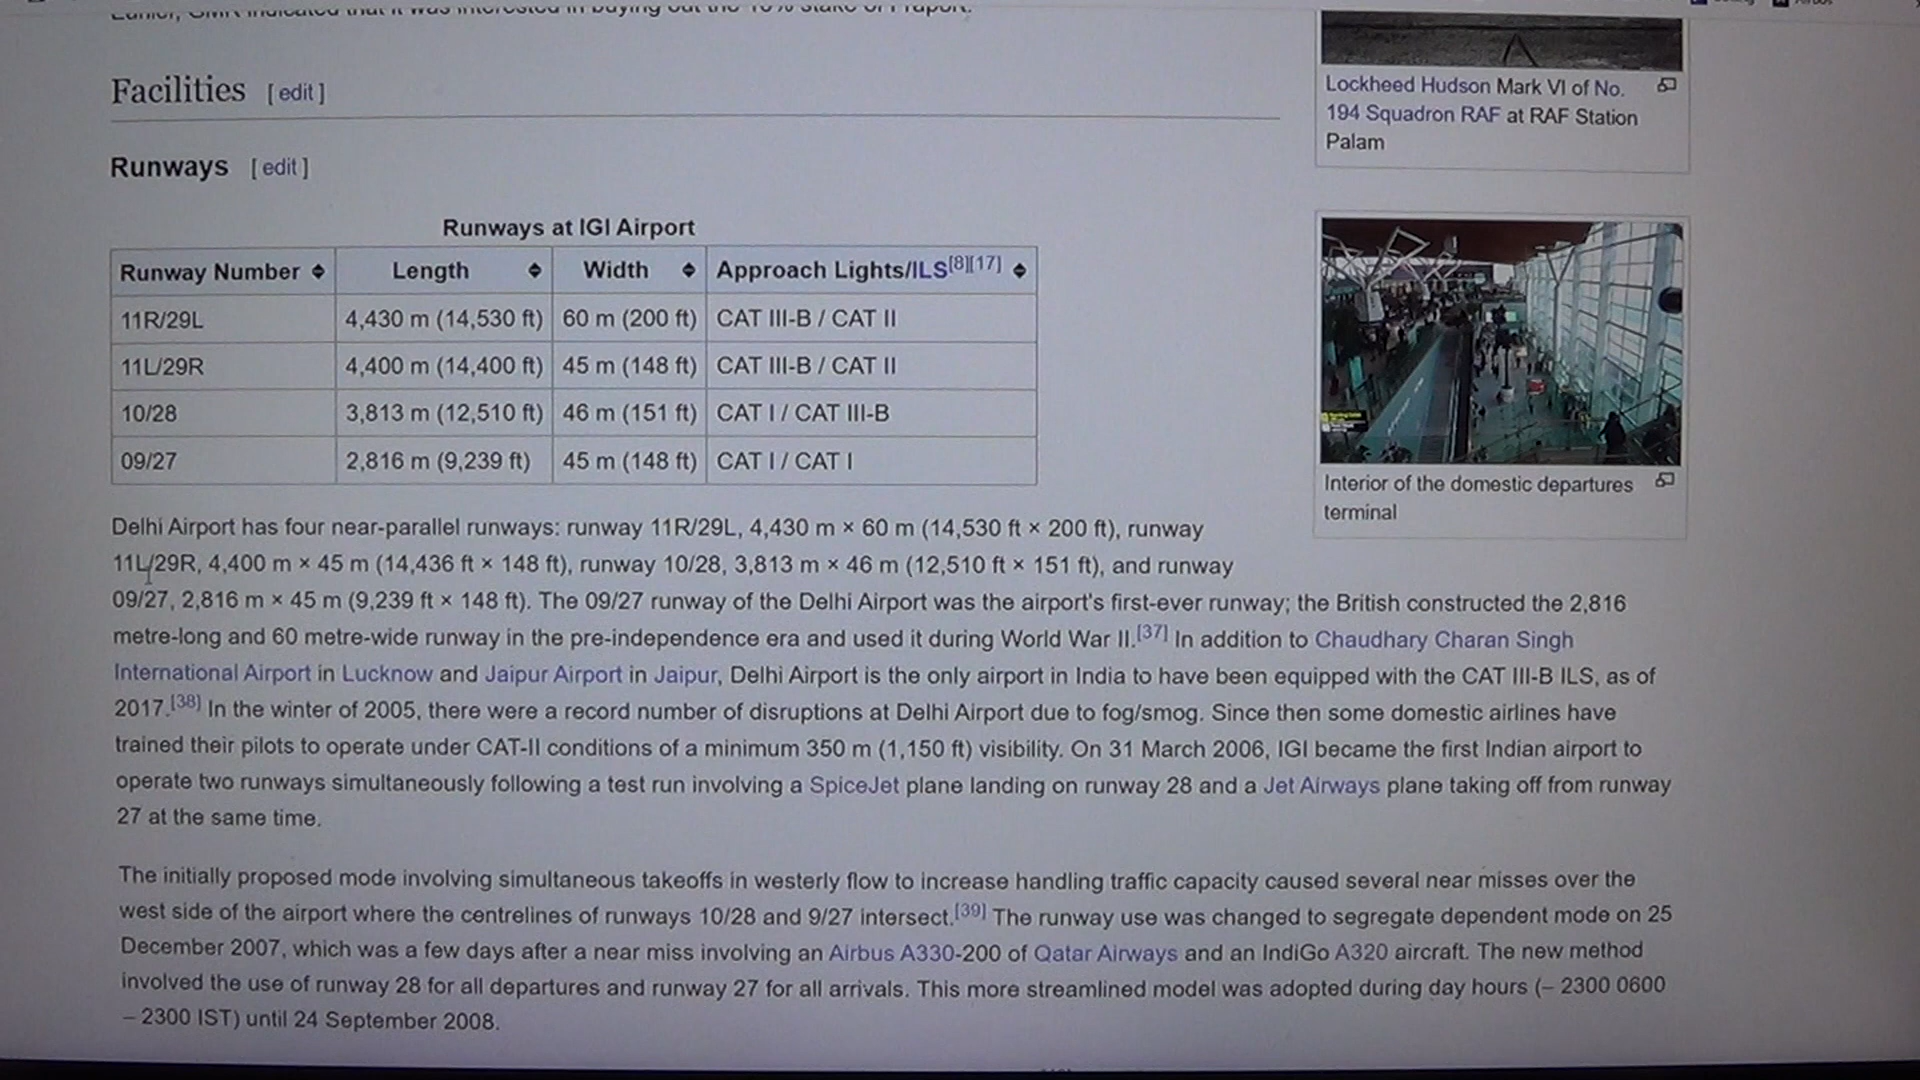 Earlier, GMR indicated that it was interested in buying out the 10% stake of Fraport.
Facilities [ edit ]
Runways [ edit ]
Runways at IGI Airport
Runway Number Length Width Approach Lights/ILS[8][17]
11R/29L 4,430 m (14,530 ft) 60 m (200 ft) CAT III-B / CAT II
11L/29R 4,400 m (14,400 ft) 45 m (148 ft) CAT III-B / CAT II
10/28 3,813 m (12,510 ft) 46 m (151 ft) CAT I / CAT III-B
09/27 2,816 m (9,239 ft) 45 m (148 ft) CAT I / CAT I
Lockheed Hudson Mark VI of No.
194 Squadron RAF at RAF Station
Palam
Interior of the domestic departures
terminal
Delhi Airport has four near-parallel runways: runway 11R/29L, 4,430 m × 60 m (14,530 ft × 200 ft), runway
11L/29R, 4,400 m × 45 m (14,436 ft × 148 ft), runway 10/28, 3,813 m × 46 m (12,510 ft × 151 ft), and runway
09/27, 2,816 m × 45 m (9,239 ft × 148 ft). The 09/27 runway of the Delhi Airport was the airport's first-ever runway; the British constructed the 2,816
metre-long and 60 metre-wide runway in the pre-independence era and used it during World War II.[37] In addition to Chaudhary Charan Singh
International Airport in Lucknow and Jaipur Airport in Jaipur, Delhi Airport is the only airport in India to have been equipped with the CAT III-B ILS, as of
2017.[38] In the winter of 2005, there were a record number of disruptions at Delhi Airport due to fog/smog. Since then some domestic airlines have
trained their pilots to operate under CAT-II conditions of a minimum 350 m (1,150 ft) visibility. On 31 March 2006, IGI became the first Indian airport to
operate two runways simultaneously following a test run involving a SpiceJet plane landing on runway 28 and a Jet Airways plane taking off from runway
27 at the same time.
The initially proposed mode involving simultaneous takeoffs in westerly flow to increase handling traffic capacity caused several near misses over the
west side of the airport where the centrelines of runways 10/28 and 9/27 intersect.[39] The runway use was changed to segregate dependent mode on 25
December 2007, which was a few days after a near miss involving an Airbus A330-200 of Qatar Airways and an IndiGo A320 aircraft. The new method
involved the use of runway 28 for all departures and runway 27 for all arrivals. This more streamlined model was adopted during day hours (– 2300 0600
– 2300 IST) until 24 September 2008.